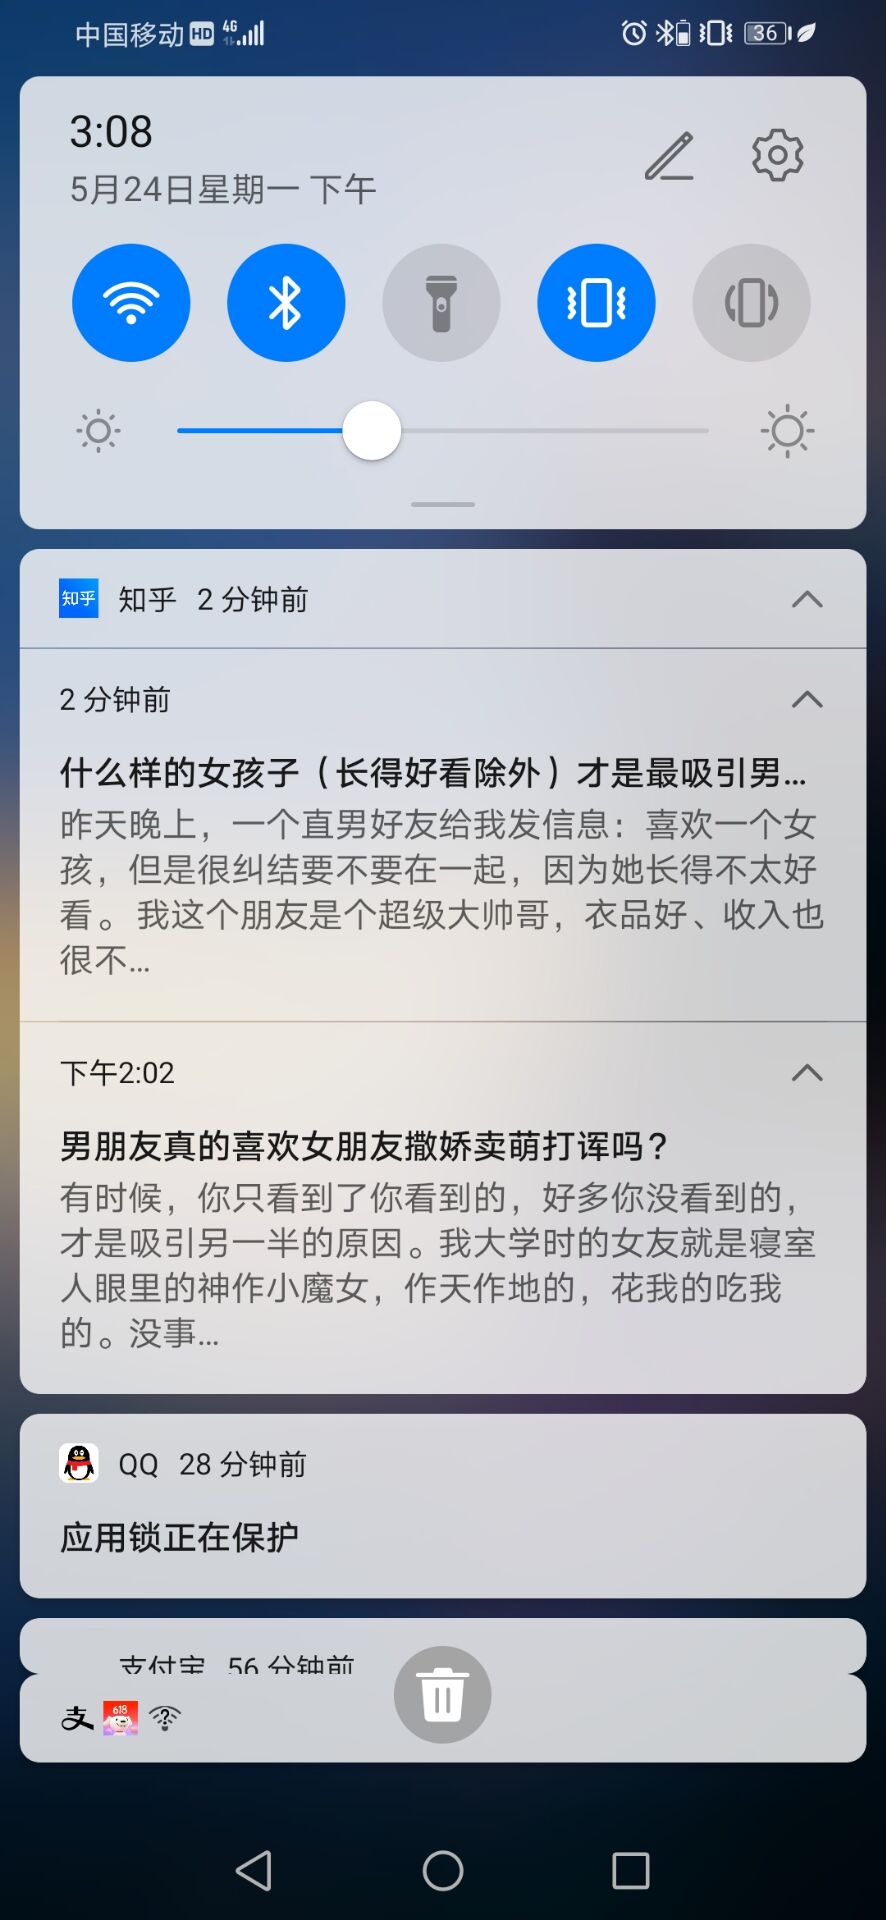 中国移动 HD 4G 36
3:08
5月24日星期一 下午
知乎 知乎 2 分钟前
2 分钟前
什么样的女孩子（长得好看除外）才是最吸引男...
昨天晚上，一个直男好友给我发信息：喜欢一个女
孩，但是很纠结要不要在一起，因为她长得不太好
看。我这个朋友是个超级大帅哥，衣品好、收入也
很不...
下午2:02
男朋友真的喜欢女朋友撒娇卖萌打诨吗？
有时候，你只看到了你看到的，好多你没看到的，
才是吸引另一半的原因。我大学时的女友就是寝室
人眼里的神作小魔女，作天作地的，花我的吃我
的。没事...
QQ 28 分钟前
应用锁正在保护
支付宝 56 分钟前
支 618